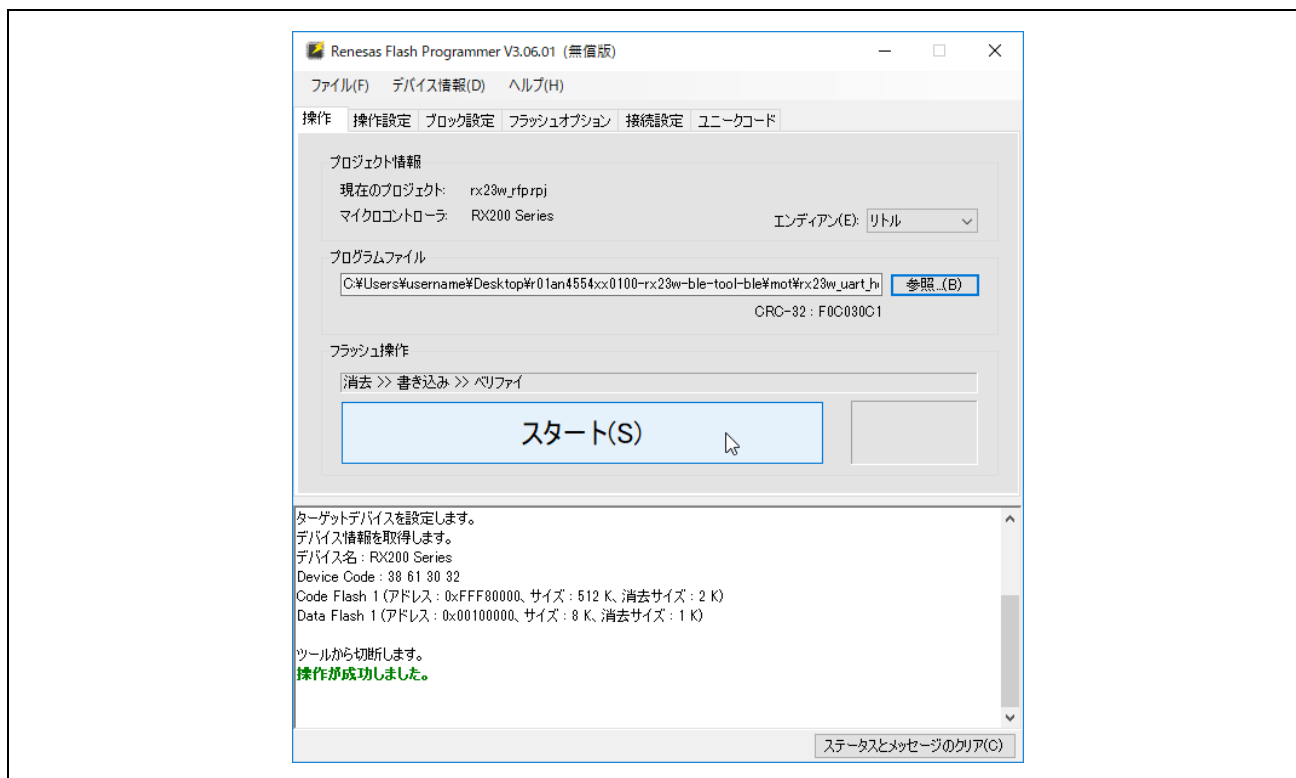 Renesas Flash Programmer V3.06.01 (無償版)
ファイル(F) デバイス情報(D) ヘルプ(H)
操作 操作設定 ブロック設定 フラッシュオプション 接続設定 ユニークコード
プロジェクト情報
現在のプロジェクト: rx23w_rfp.rpj
マイクロコントローラ: RX200 Series
エンディアン(E): リトル
プログラムファイル
C:¥Users¥username¥Desktop¥r01an4554xx0100-rx23w-ble-tool-ble¥mot¥rx23w_uart_h 参照...(B)
CRC-32 : F0C030C1
フラッシュ操作
消去 >> 書き込み >> ベリファイ
スタート(S)
ターゲットデバイスを設定します。
デバイス情報を取得します。
デバイス名 : RX200 Series
Device Code : 38 61 30 32
Code Flash 1 (アドレス : 0xFFF80000、サイズ : 512 K、消去サイズ : 2 K)
Data Flash 1 (アドレス : 0x00100000、サイズ : 8 K、消去サイズ : 1 K)
ツールから切断します。
操作が成功しました。
ステータスとメッセージのクリア(C)